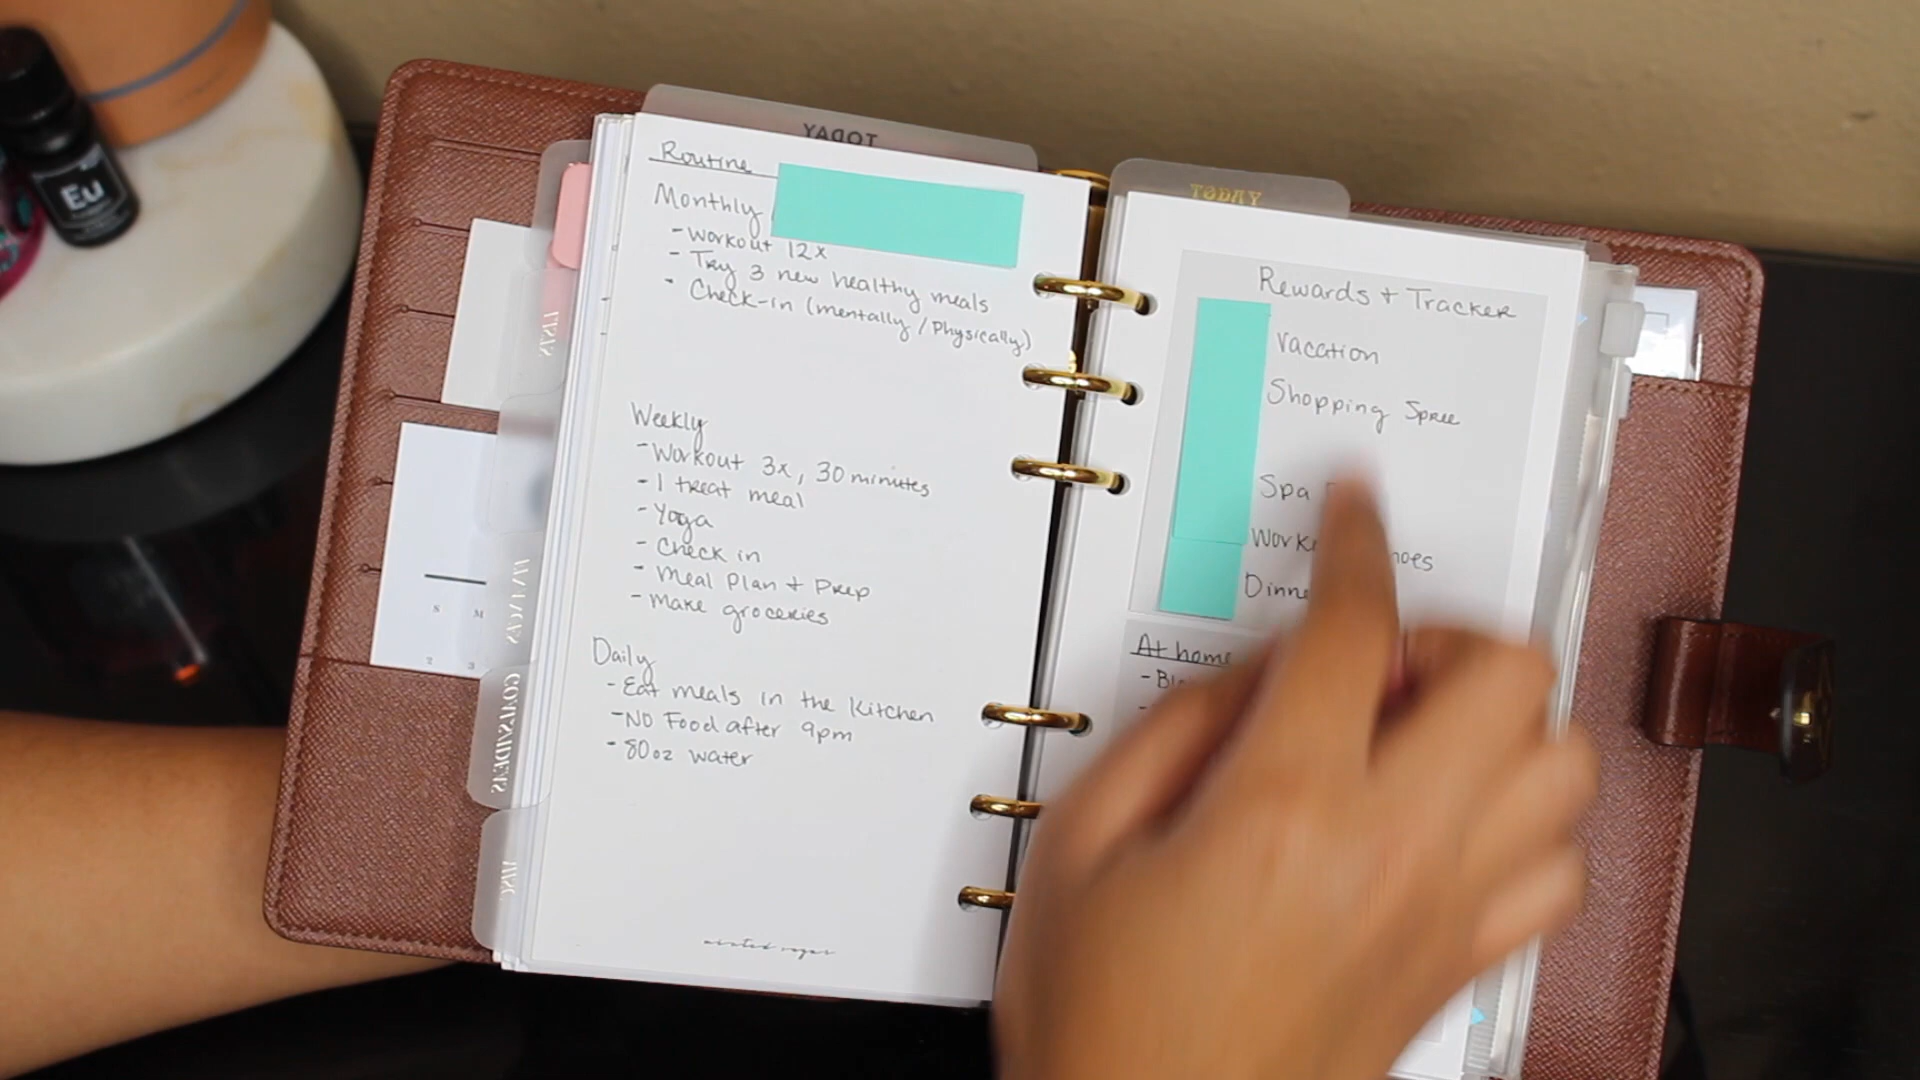 TODAY
Routine
Monthly
- Workout 12x
- Try 3 new healthy meals
- Check-in (mentally / Physically)
Weekly
- Workout 3x, 30 minutes
- 1 treat meal
- Yoga
- Check in
- Meal Plan + Prep
- Make groceries
Daily
- Eat meals in the Kitchen
- No Food after 9pm
- 80oz water
TODAY
Rewards + Tracker
Vacation
Shopping Spree
Spa
At home
Eu
S M
2 3